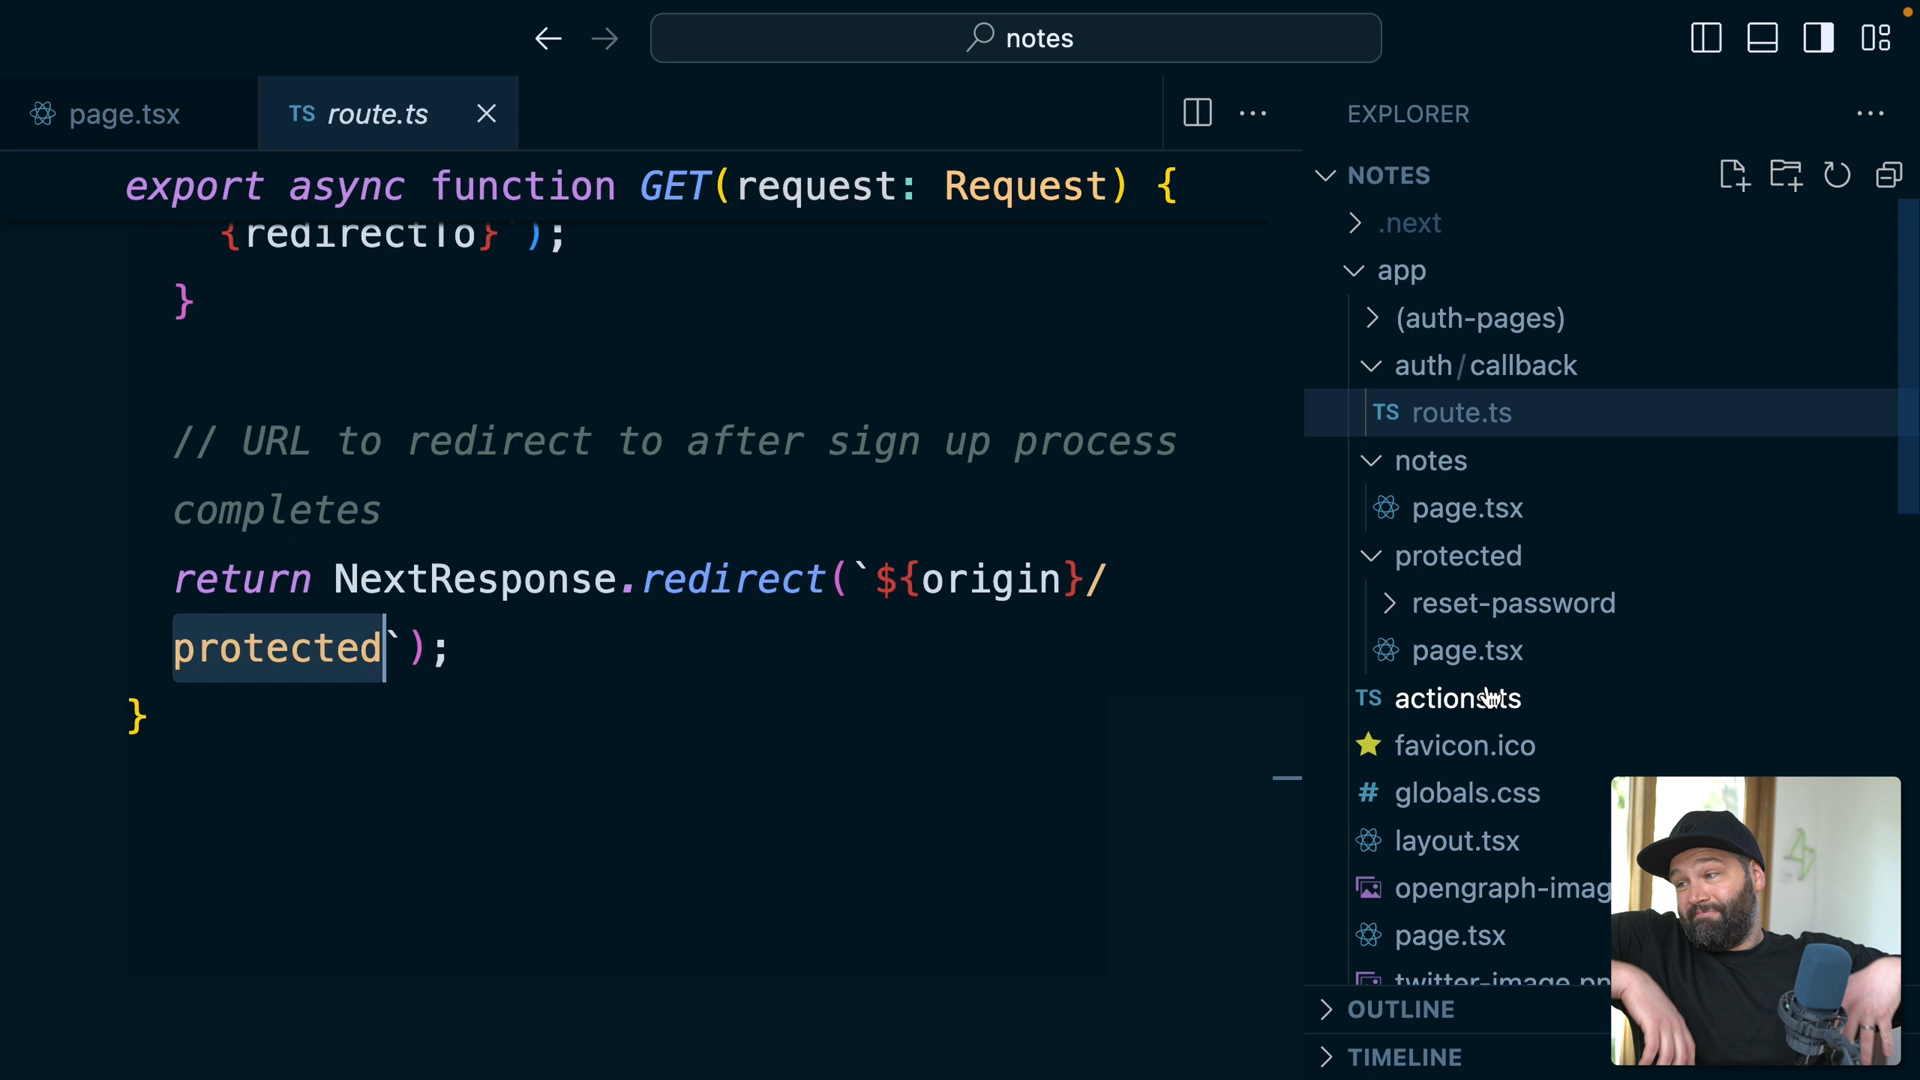 notes
page.tsx
TS route.ts
EXPLORER
export async function GET(request: Request) {
{redirectTo}`);
}
// URL to redirect to after sign up process
completes
return NextResponse.redirect(`${origin}/
protected`);
}
NOTES
.next
app
(auth-pages)
auth/callback
TS route.ts
notes
page.tsx
protected
reset-password
page.tsx
TS actions.ts
favicon.ico
# globals.css
layout.tsx
opengraph-imag
page.tsx
twitter-image.pn
OUTLINE
TIMELINE